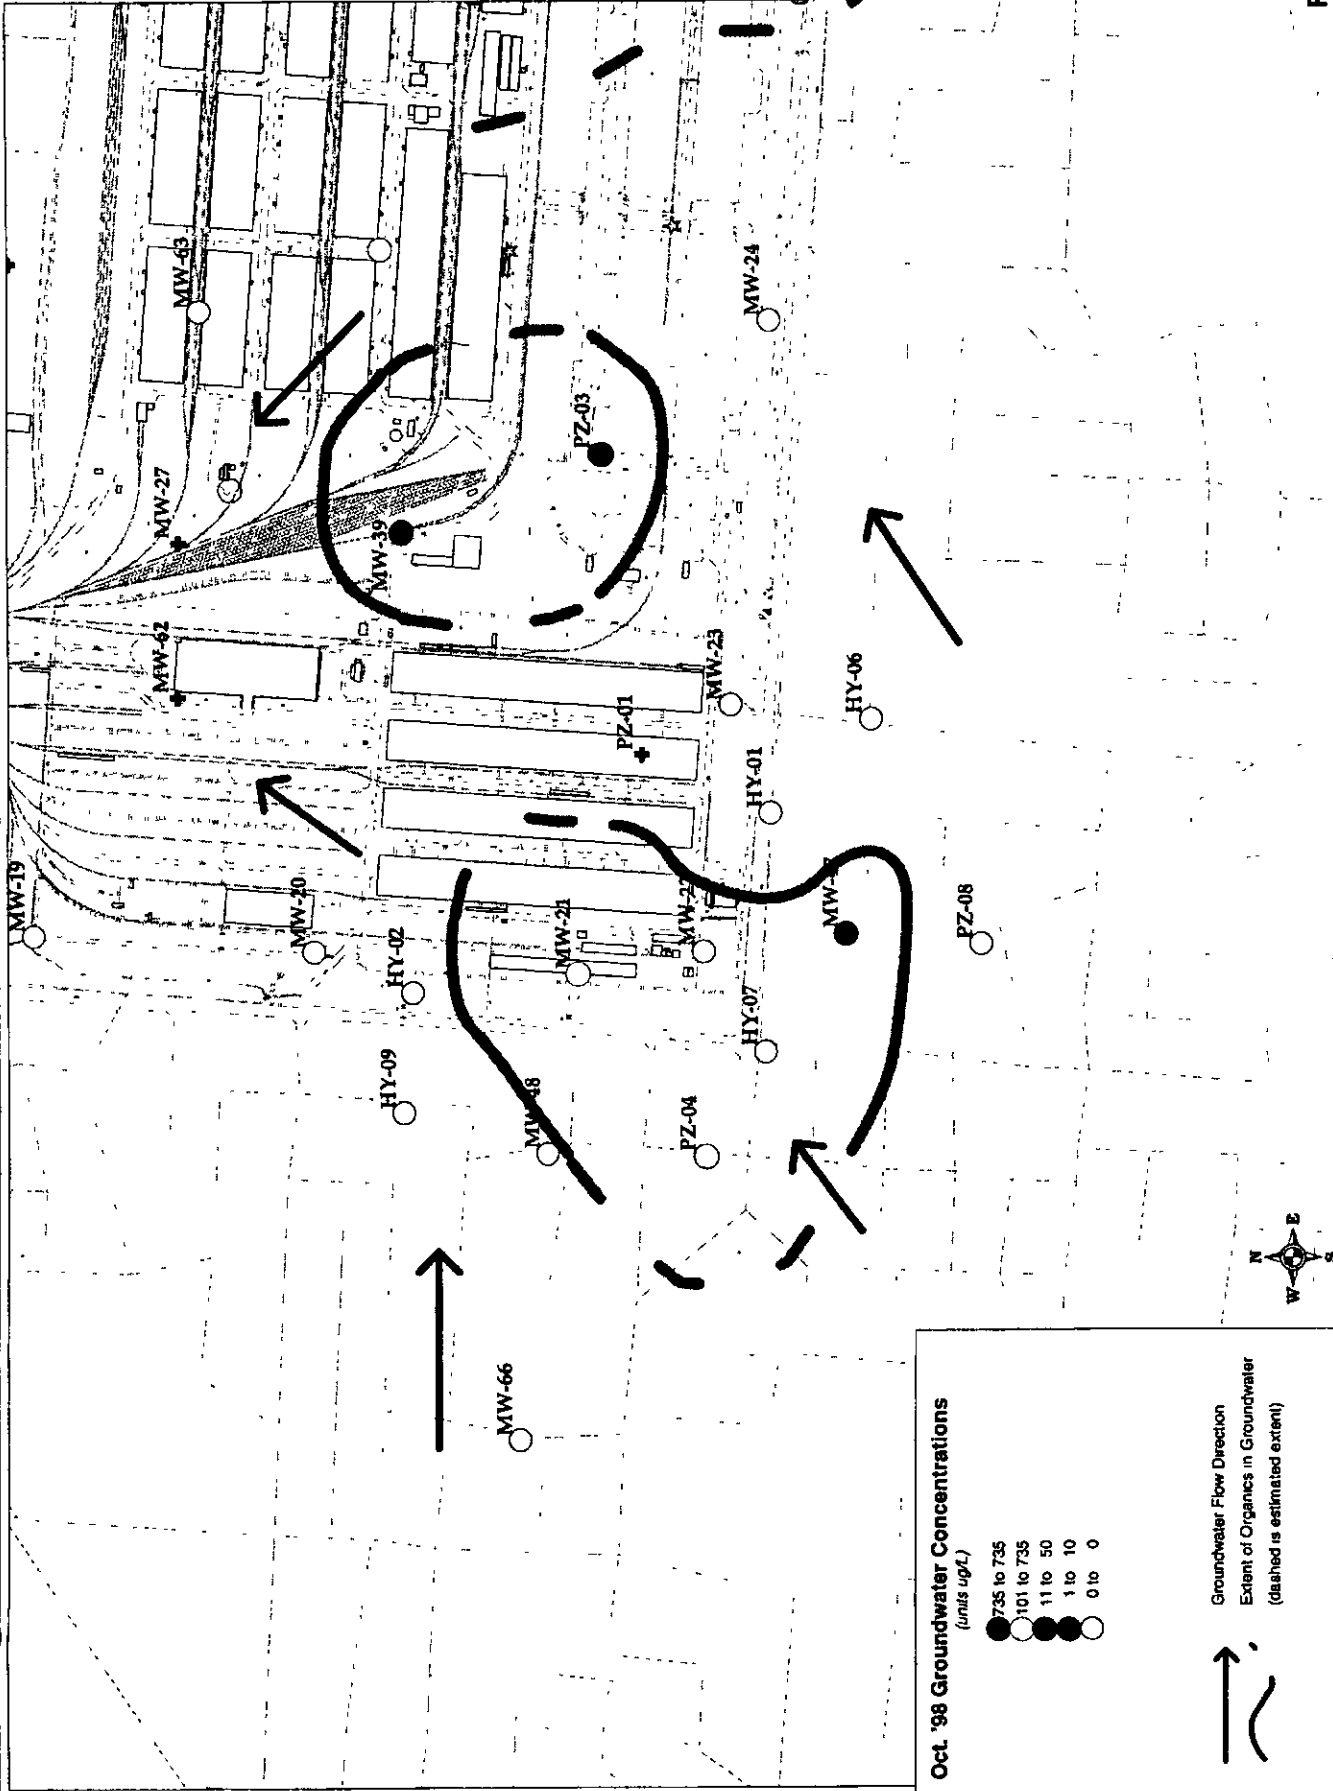 MW-19
MW-20
HY-02
HY-09
MW-66
MW-48
MW-21
PZ-04
HY-07
MW-22
PZ-08
HY-01
HY-06
MW-23
PZ-01
MW-62
MW-27
MW-39
PZ-03
MW-63
MW-24
N
W
E
S
Oct. '98 Groundwater Concentrations
(units ug/L)
735 to 735
101 to 735
11 to 50
1 to 10
0 to 0
Groundwater Flow Direction
Extent of Organics in Groundwater
(dashed is estimated extent)